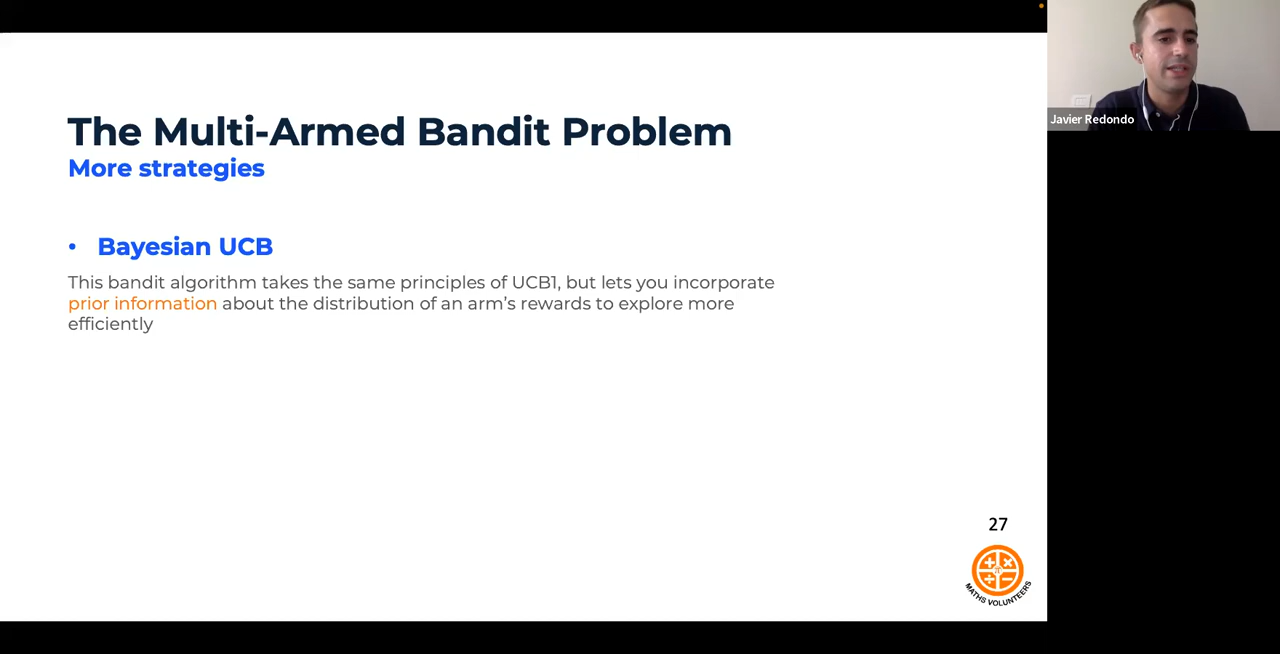 The Multi-Armed Bandit Problem
More strategies
• Bayesian UCB
This bandit algorithm takes the same principles of UCB1, but lets you incorporate
prior information about the distribution of an arm’s rewards to explore more
efficiently
27
MATHS VOLUNTEERS
Javier Redondo